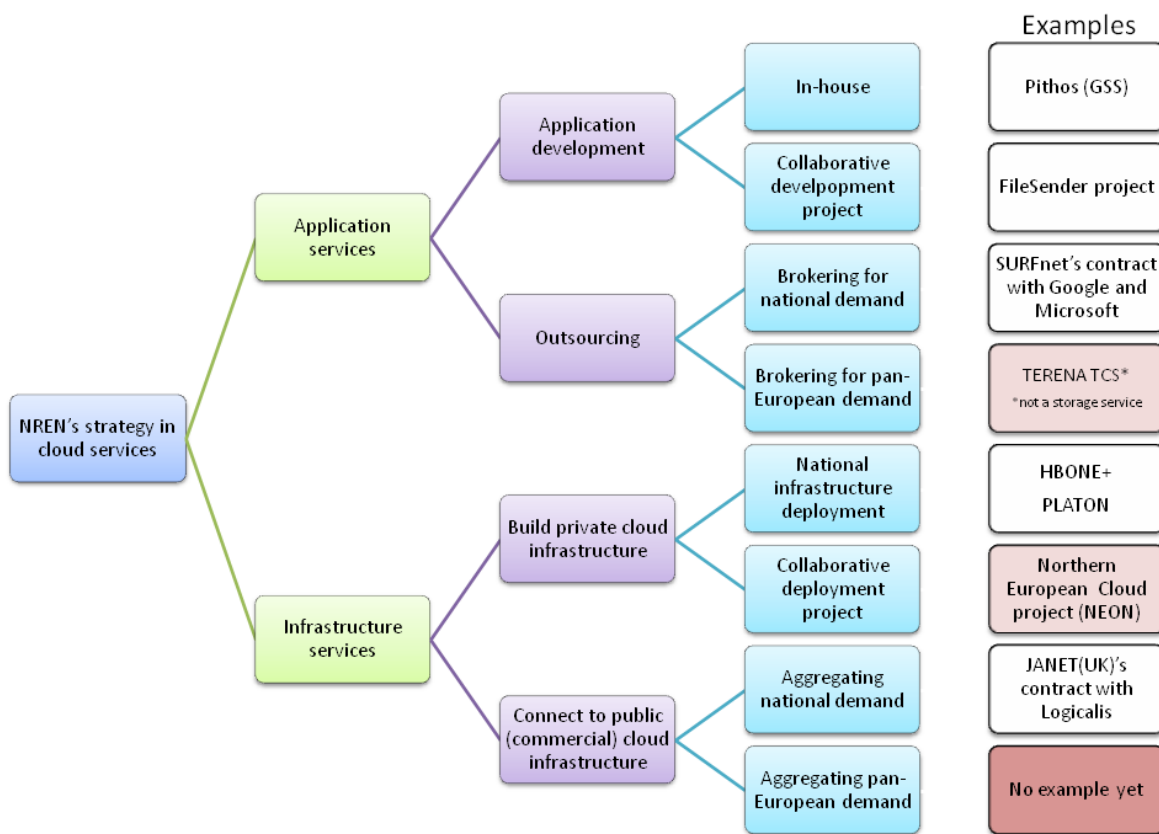 Examples
In-house
Pithos (GSS)
Application
development
Collaborative
develpopment
project
FileSender project
Application
services
Brokering for
national demand
SURFnet's contract
with Google and
Microsoft
Outsourcing
Brokering for pan-
European demand
TERENA TCS*
*not a storage service
NREN's strategy in
cloud services
National
infrastructure
deployment
HBONE+
PLATON
Build private cloud
infrastructure
Collaborative
deployment
project
Northern
European Cloud
project (NEON)
Infrastructure
services
Aggregating
national demand
JANET(UK)'s
contract with
Logicalis
Connect to public
(commercial) cloud
infrastructure
Aggregating pan-
European demand
No example yet